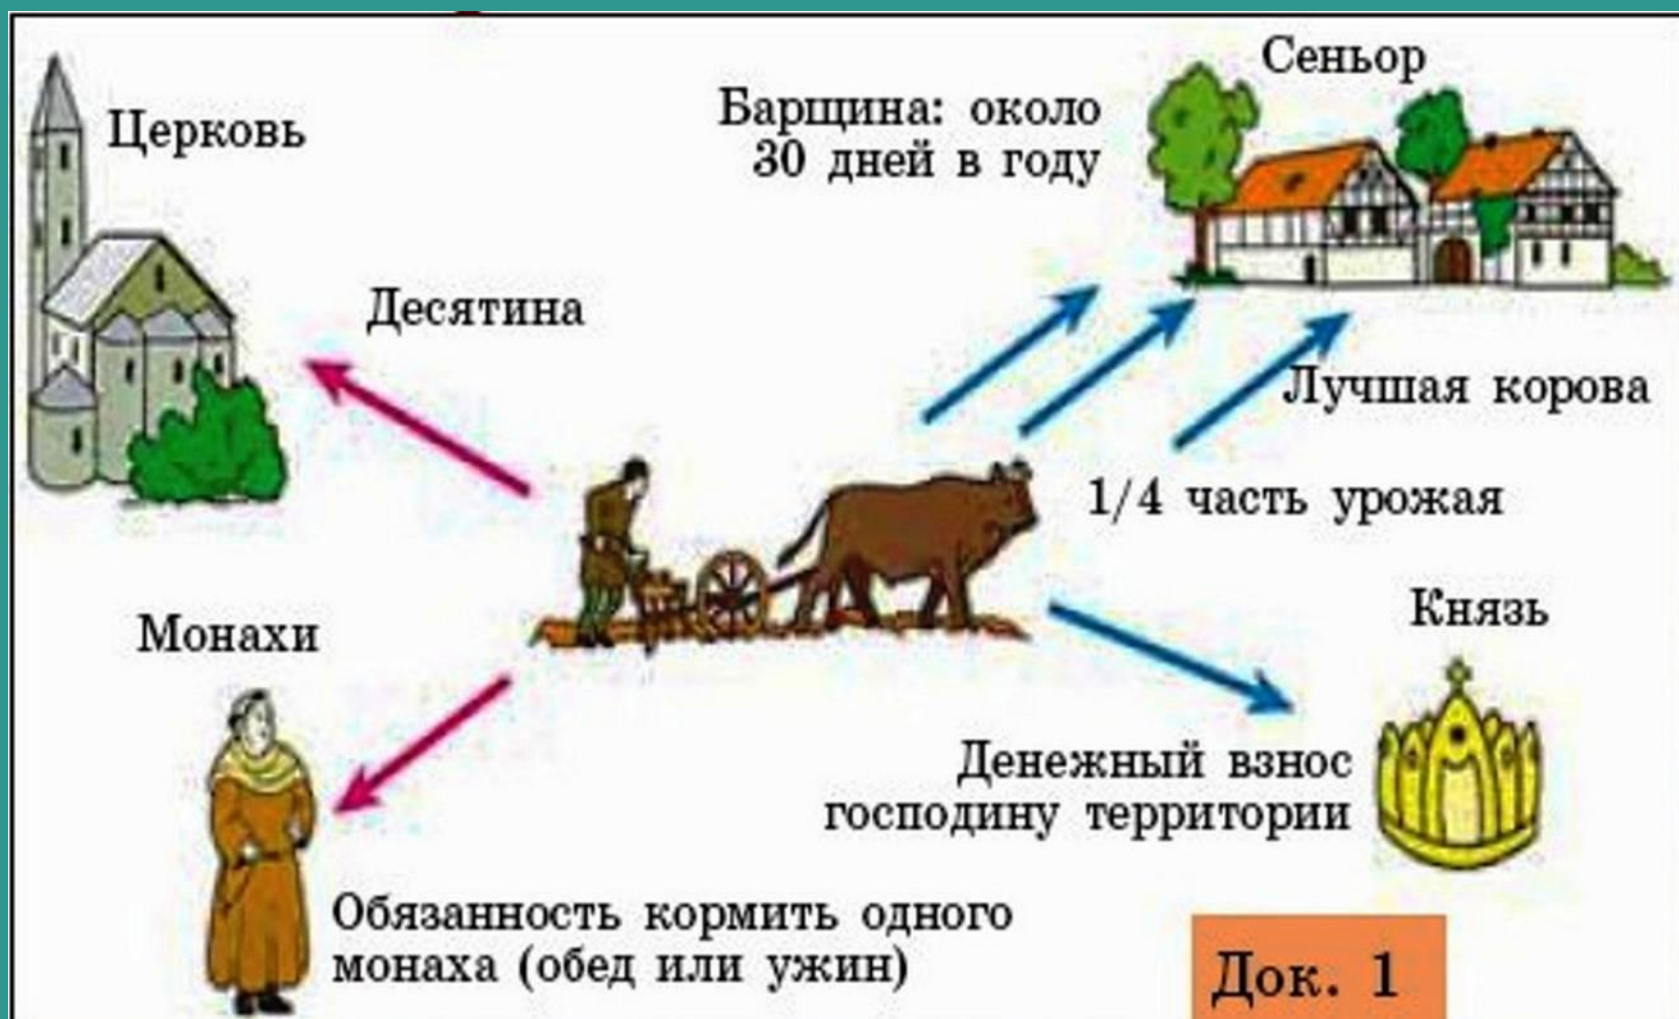 Сеньор
Церковь
Барщина: около
30 дней в году
Десятина
Лучшая корова
1/4 часть урожая
Монахи
Князь
Денежный взнос
господину территории
Обязанность кормить одного
монаха (обед или ужин)
Док. 1